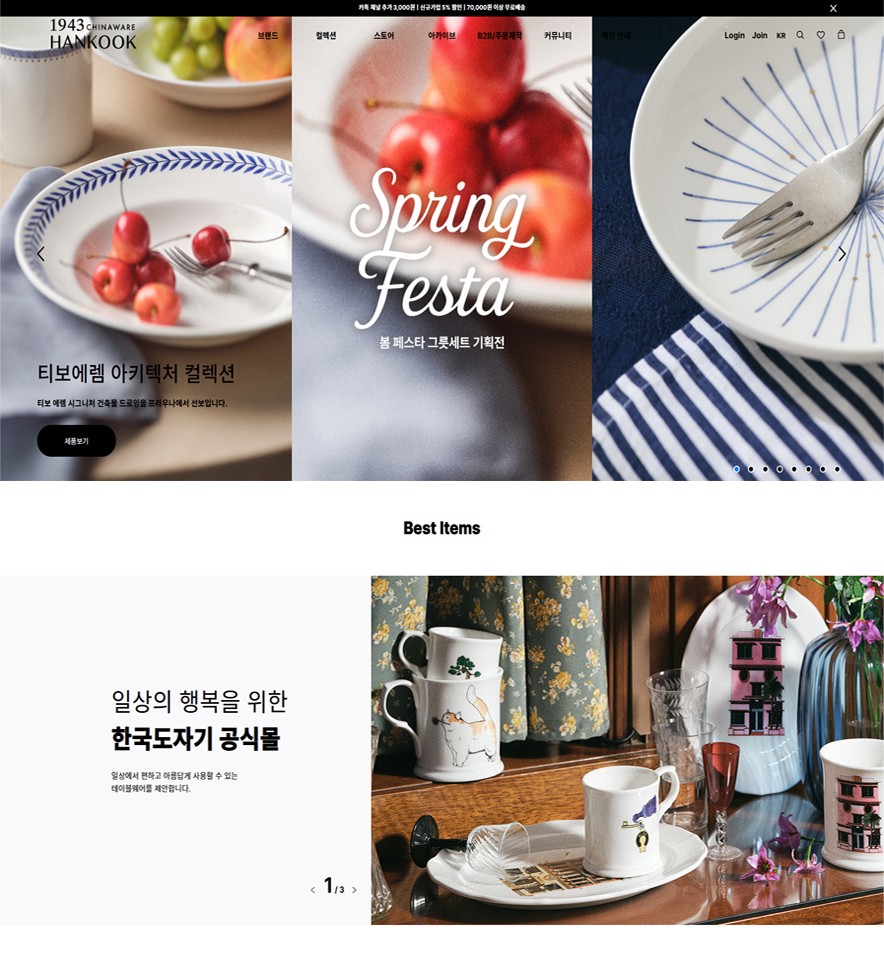 카톡 채널 추가 3,000원 | 신규가입 5% 할인 | 70,000원 이상 무료배송
1943 CHINAWARE
HANKOOK
브랜드 컬렉션 스토어 아카이브 B2B/주문제작 커뮤니티 매장 안내 Login Join KR
Spring
Festa
봄 페스타 그릇세트 기획전
티보에렘 아키텍처 컬렉션
티보 에렘 시그니처 건축물 드로잉을 프라우나에서 선보입니다.
제품보기
Best Items
일상의 행복을 위한
한국도자기 공식몰
일상에서 편하고 아름답게 사용할 수 있는
테이블웨어를 제안합니다.
1 / 3